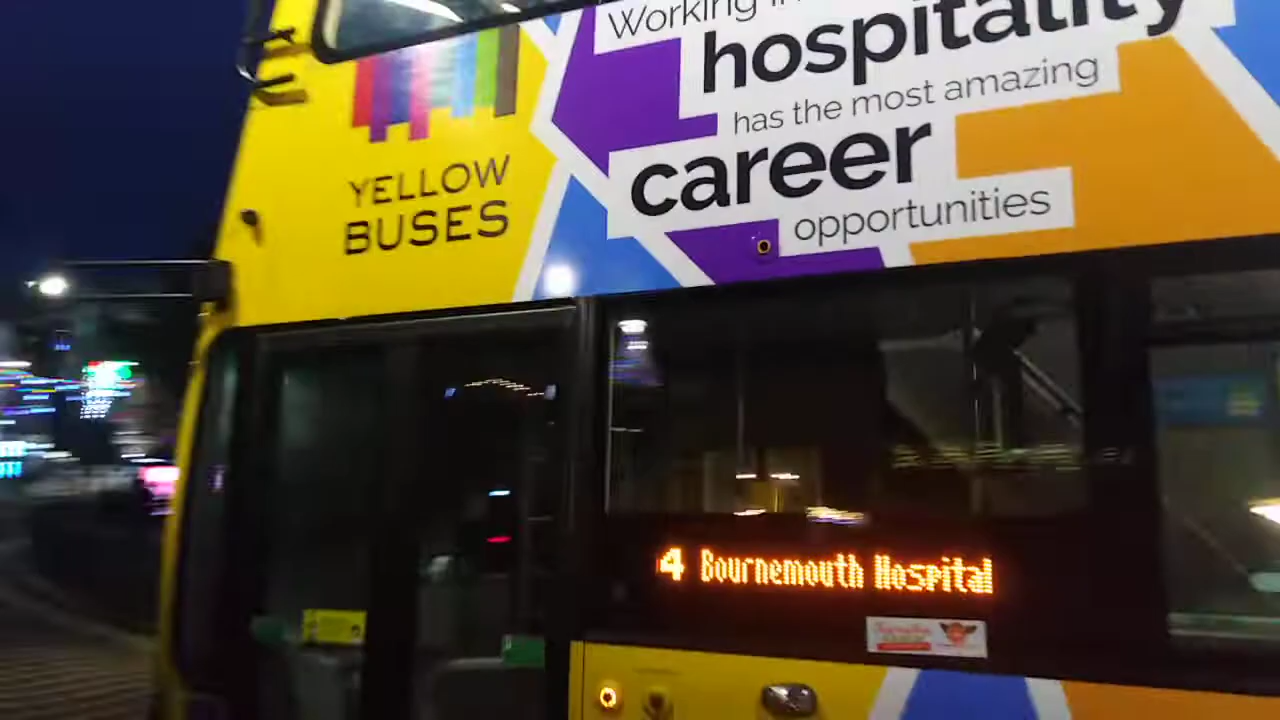 Working in
hospitality
has the most amazing
career
opportunities
YELLOW
BUSES
4 Bournemouth Hospital